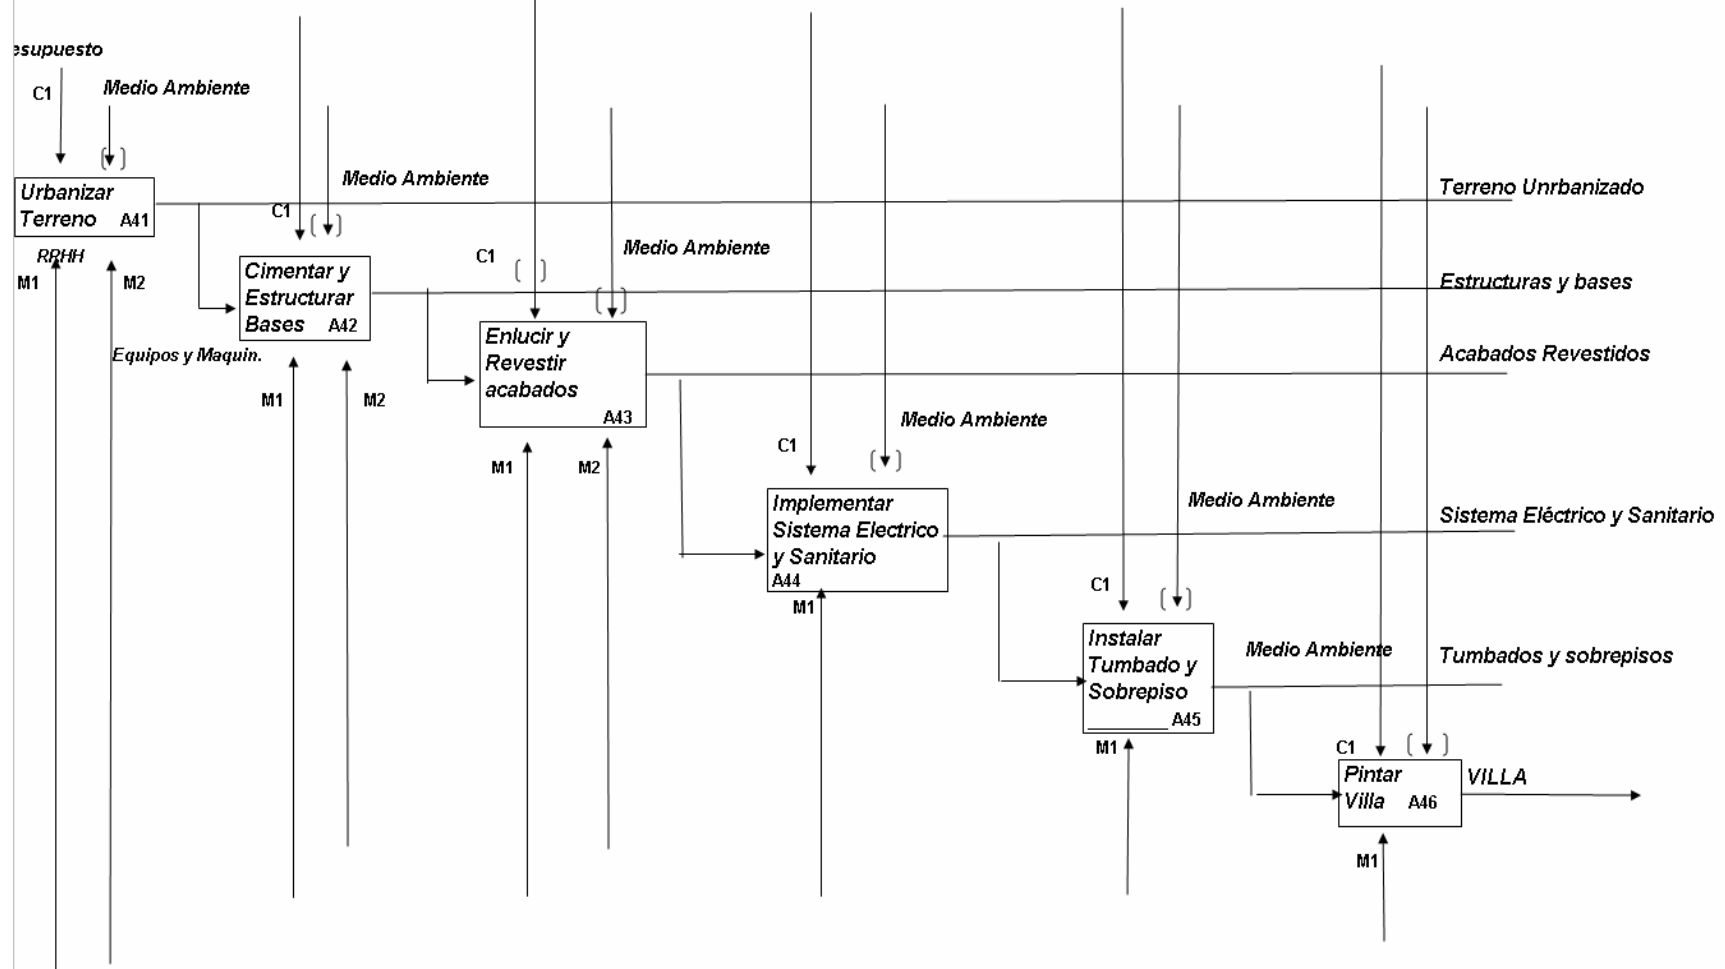 esupuesto
C1
Medio Ambiente
Urbanizar
Terreno A41
RRHH
M1
M2
Equipos y Maquin.
Medio Ambiente
C1
Cimentar y
Estructurar
Bases A42
M1
M2
Medio Ambiente
C1
Enlucir y
Revestir
acabados
A43
M1
M2
Medio Ambiente
C1
Implementar
Sistema Electrico
y Sanitario
A44
M1
Medio Ambiente
C1
Instalar
Tumbado y
Sobrepiso
A45
M1
Medio Ambiente
C1
Pintar
Villa A46
M1
Terreno Unrbanizado
Estructuras y bases
Acabados Revestidos
Sistema Eléctrico y Sanitario
Tumbados y sobrepisos
VILLA